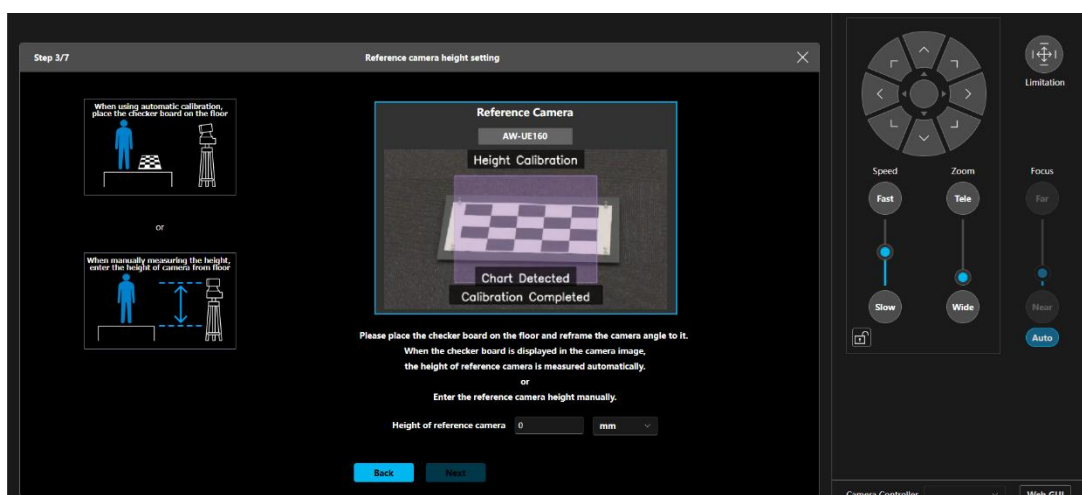 Step 3/7
Reference camera height setting
When using automatic calibration,
place the checker board on the floor
or
When manually measuring the height,
enter the height of camera from floor
Reference Camera
AW-UE160
Height Calibration
Chart Detected
Calibration Completed
Please place the checker board on the floor and reframe the camera angle to it.
When the checker board is displayed in the camera image,
the height of reference camera is measured automatically.
or
Enter the reference camera height manually.
Height of reference camera 0 mm
Back Next
Limitation
Speed Zoom Focus
Fast Tele Far
Slow Wide Near
Auto
Camera Controller Web GUI